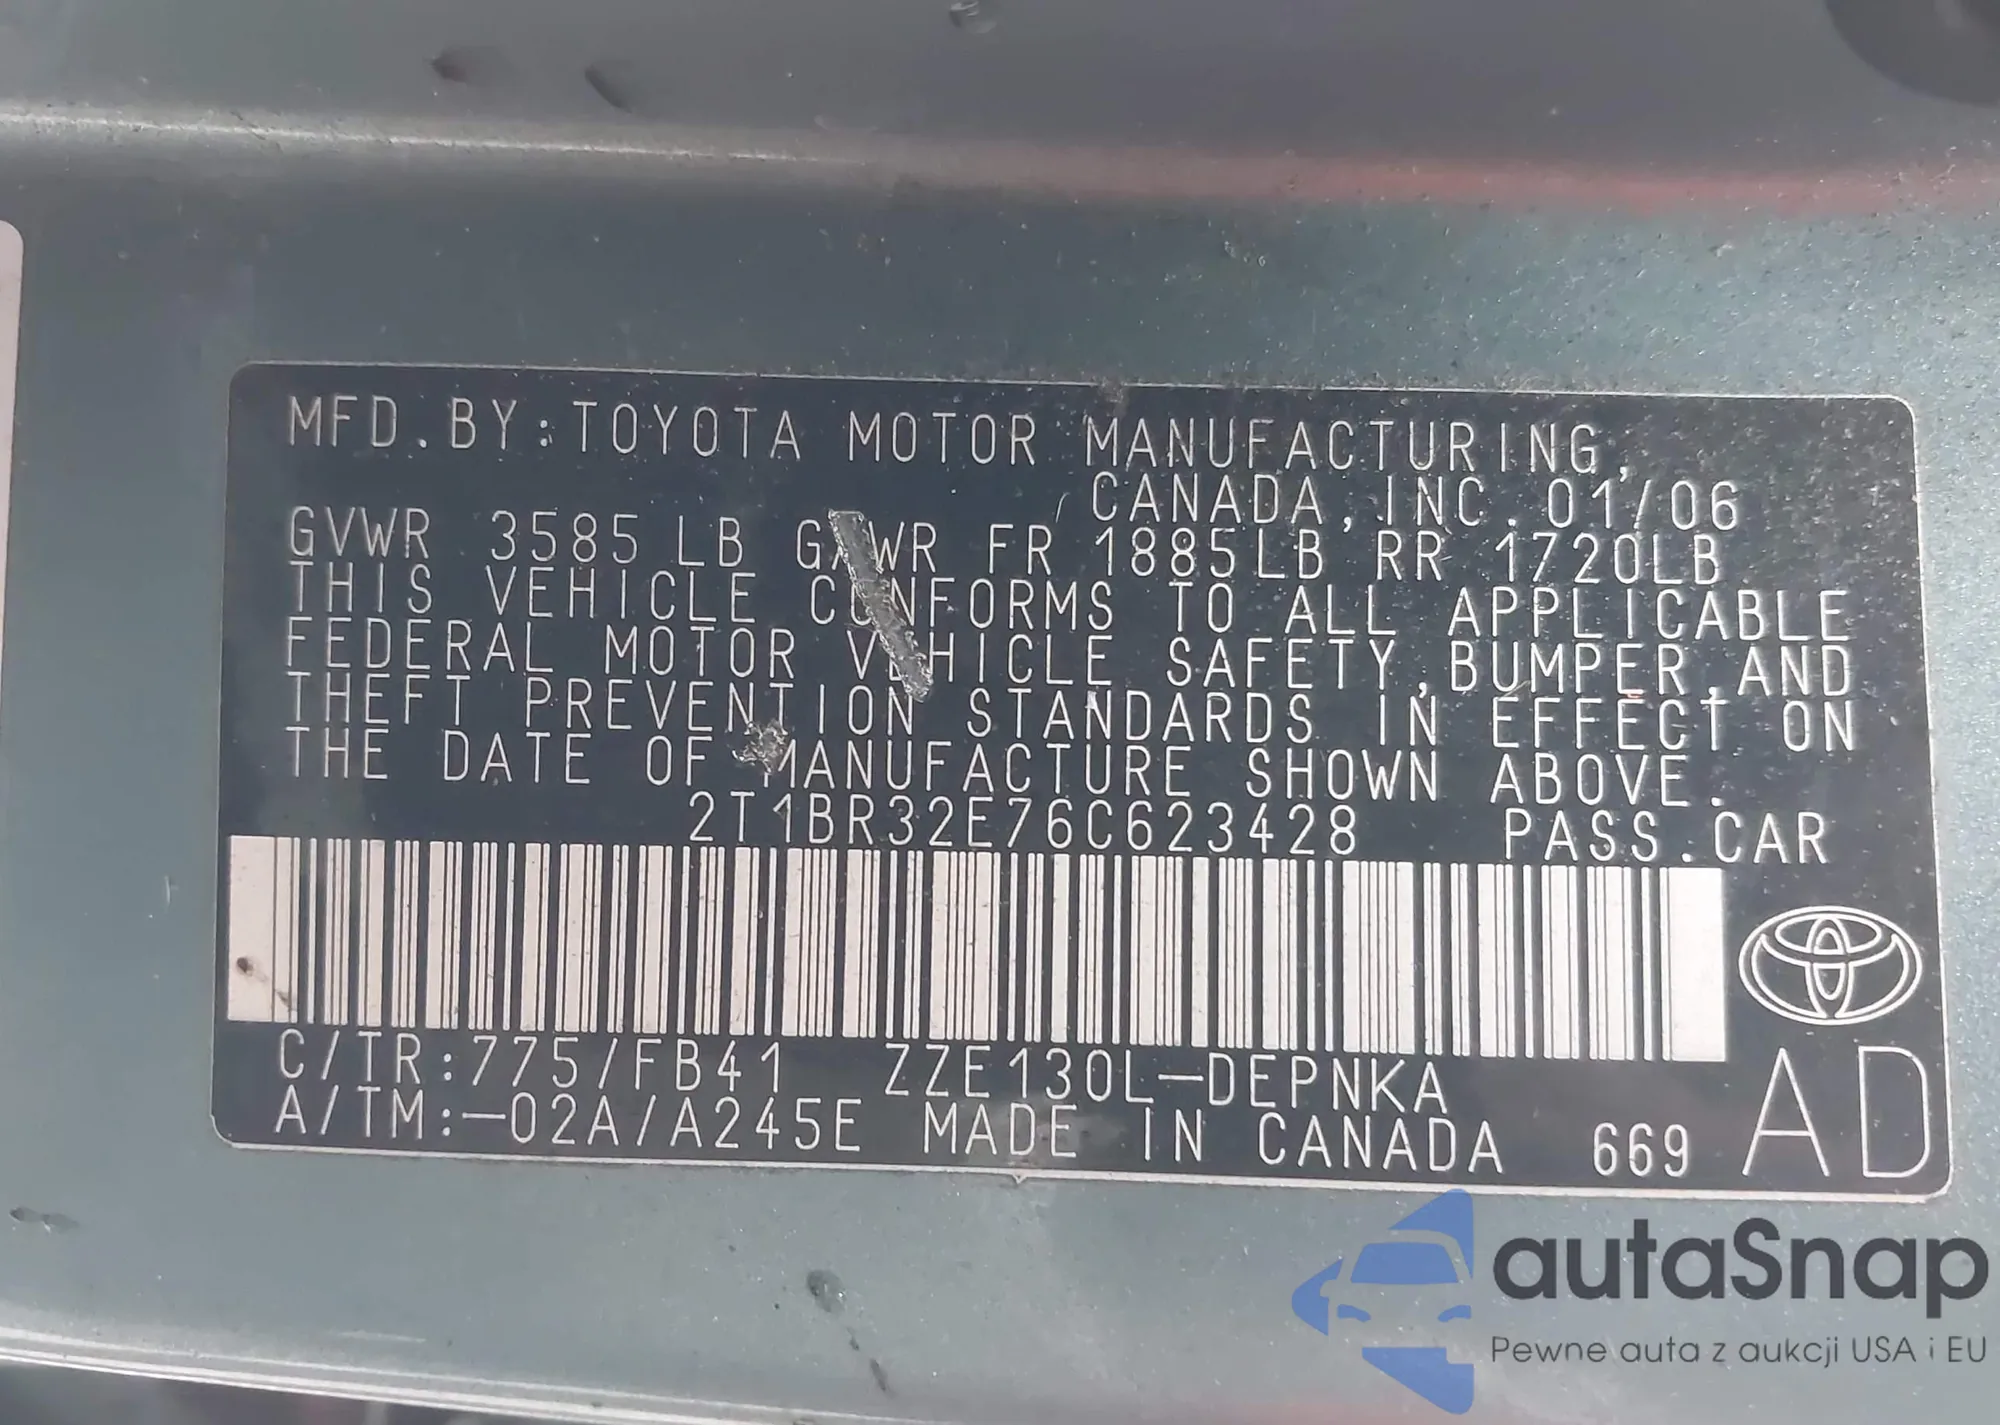 MFD.BY:TOYOTA MOTOR MANUFACTURING,
CANADA,INC.01/06
GVWR 3585LB GAWR FR 1885LB RR 1720LB
THIS VEHICLE CONFORMS TO ALL APPLICABLE
FEDERAL MOTOR VEHICLE SAFETY,BUMPER,AND
THEFT PREVENTION STANDARDS IN EFFECT ON
THE DATE OF MANUFACTURE SHOWN ABOVE.
2T1BR32E76C623428 PASS.CAR
C/TR:775/FB41 ZZE130L-DEPNKA
A/TM:-02A/A245E MADE IN CANADA 669 AD
autaSnap
Pewne auta z aukcji USA i EU